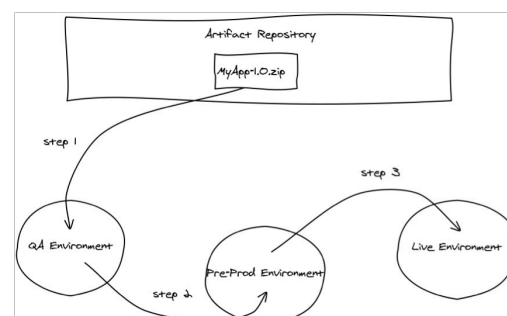 Artifact Repository
MyApp-1.0.zip
step 1
step 3
QA Environment
Pre-Prod Environment
Live Environment
step 2